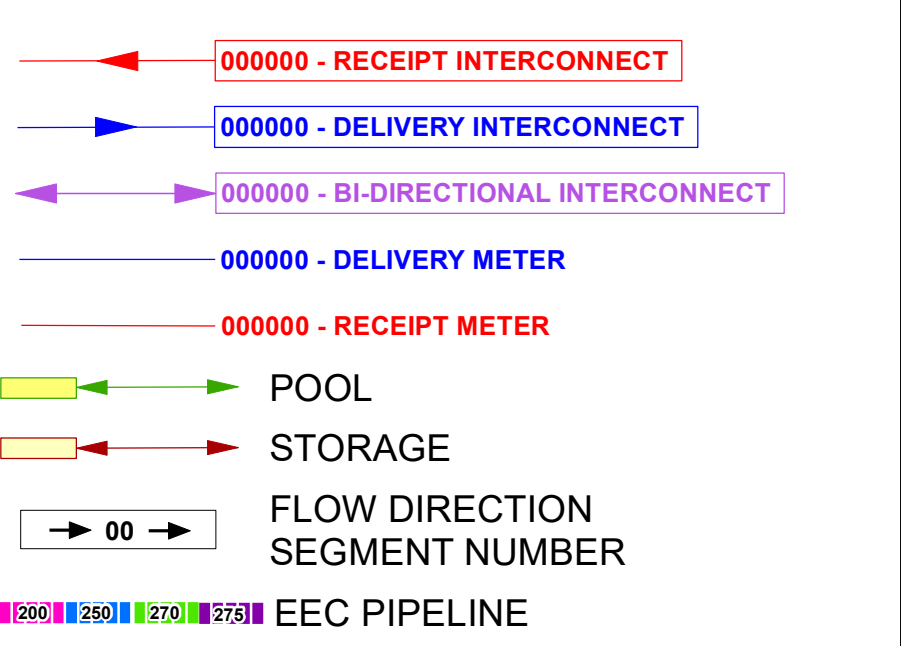 000000 - RECEIPT INTERCONNECT
000000 - DELIVERY INTERCONNECT
000000 - BI-DIRECTIONAL INTERCONNECT
000000 - DELIVERY METER
000000 - RECEIPT METER
POOL
STORAGE
00 FLOW DIRECTION
SEGMENT NUMBER
200 250 270 275 EEC PIPELINE